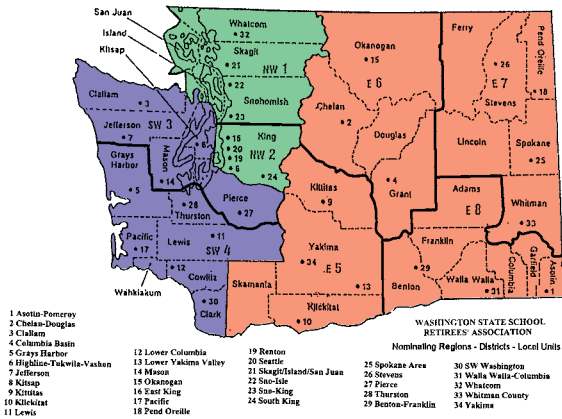 San Juan
Island
Kitsap
Whatcom
32
Skagit
21
NW 1
22
Snohomish
23
Okanogan
15
E 6
Ferry
Pend Oreille
26
E 7
18
Stevens
Clallam
3
SW 3
Jefferson
7
8
Chelan
2
Douglas
Lincoln
Spokane
25
Grays
Harbor
5
Mason
14
16
King
20
19
NW 2
6
24
4
Grant
Kittitas
9
Adams
E 8
Whitman
33
28
Thurston
Pierce
27
Pacific
17
Lewis
11
SW 4
Yakima
34
E 5
13
Franklin
29
Benton
Walla Walla
31
Columbia
Garfield
Asotin
1
Wahkiakum
12
Cowlitz
30
Clark
Skamania
Klickitat
10
WASHINGTON STATE SCHOOL
RETIREES' ASSOCIATION
Nominating Regions - Districts - Local Units
1 Asotin-Pomeroy
2 Chelan-Douglas
3 Clallam
4 Columbia Basin
5 Grays Harbor
6 Highline-Tukwila-Vashon
7 Jefferson
8 Kitsap
9 Kittitas
10 Klickitat
11 Lewis
12 Lower Columbia
13 Lower Yakima Valley
14 Mason
15 Okanogan
16 East King
17 Pacific
18 Pend Oreille
19 Renton
20 Seattle
21 Skagit/Island/San Juan
22 Sno-Isle
23 Sno-King
24 South King
25 Spokane Area
26 Stevens
27 Pierce
28 Thurston
29 Benton-Franklin
30 SW Washington
31 Walla Walla-Columbia
32 Whatcom
33 Whitman County
34 Yakima